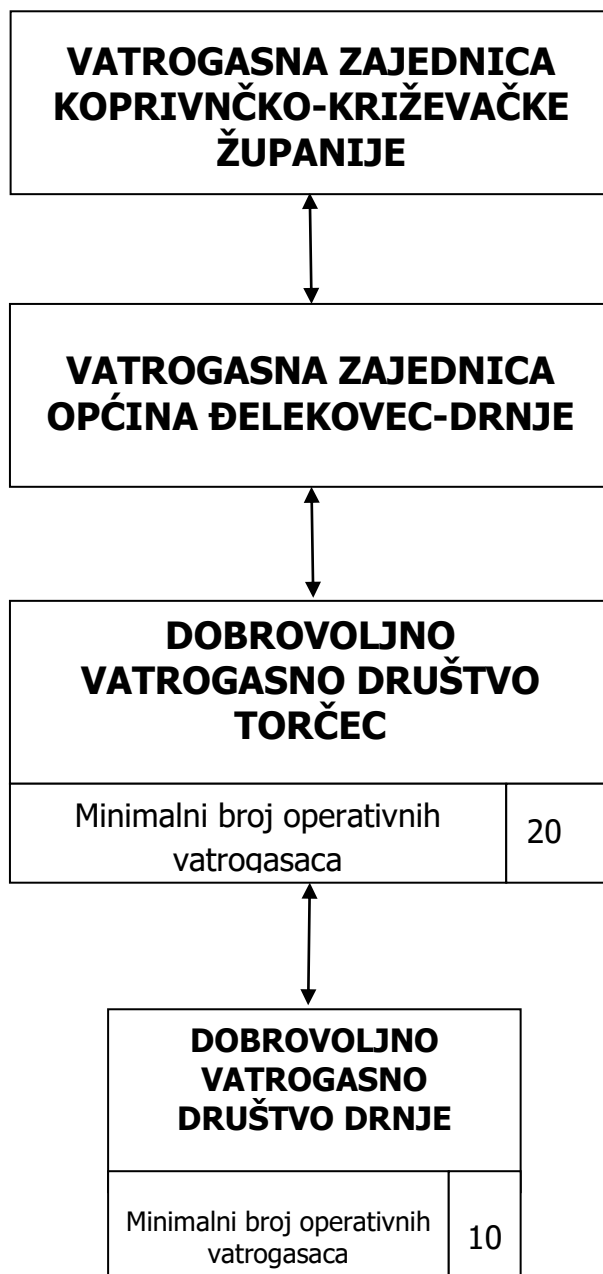 VATROGASNA ZAJEDNICA
KOPRIVNČKO-KRIŽEVAČKE
ŽUPANIJE
VATROGASNA ZAJEDNICA
OPĆINA ĐELEKOVEC-DRNJE
DOBROVOLJNO
VATROGASNO DRUŠTVO
TORČEC
Minimalni broj operativnih
vatrogasaca
20
DOBROVOLJNO
VATROGASNO
DRUŠTVO DRNJE
Minimalni broj operativnih
vatrogasaca
10